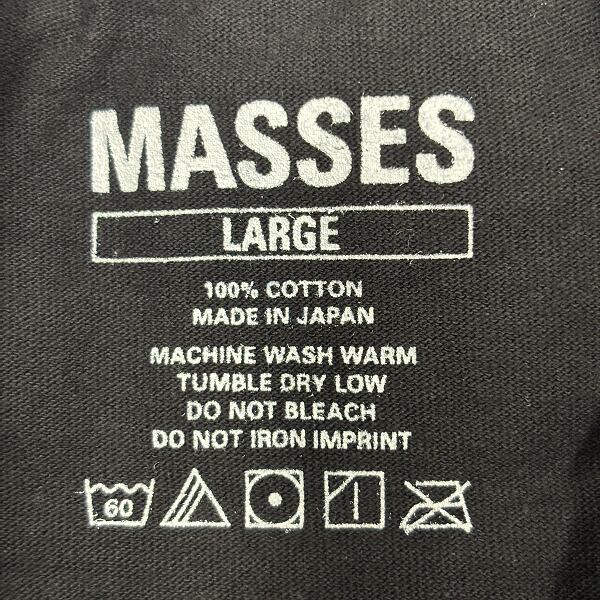 MASSES
LARGE
100% COTTON
MADE IN JAPAN
MACHINE WASH WARM
TUMBLE DRY LOW
DO NOT BLEACH
DO NOT IRON IMPRINT
60